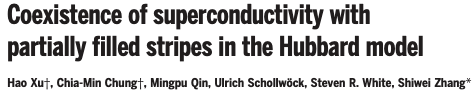 Coexistence of superconductivity with
partially filled stripes in the Hubbard model
Hao Xu†, Chia-Min Chung†, Mingpu Qin, Ulrich Schollwöck, Steven R. White, Shiwei Zhang*